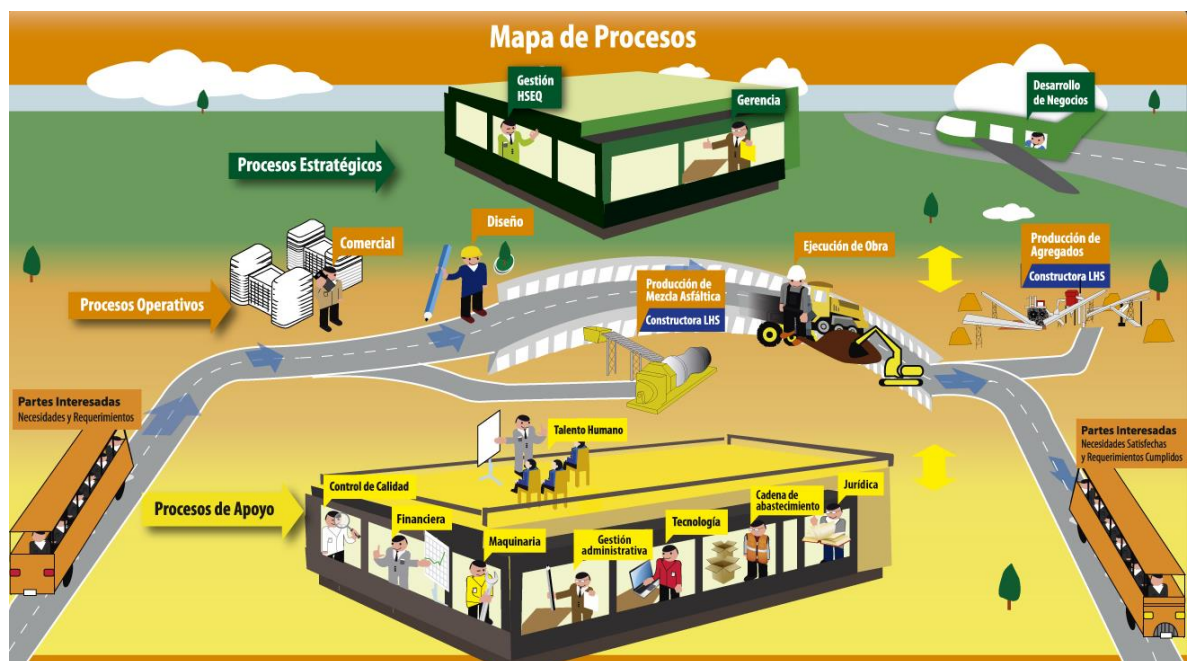 Mapa de Procesos
Gestión
HSEQ
Gerencia
Desarrollo
de Negocios
Procesos Estratégicos
Comercial
Diseño
Ejecución de Obra
Producción de
Agregados
Constructora LHS
Producción de
Mezcla Asfáltica
Constructora LHS
Procesos Operativos
Partes Interesadas
Necesidades y Requerimientos
Partes Interesadas
Necesidades Satisfechas
y Requerimientos Cumplidos
Talento Humano
Procesos de Apoyo
Control de Calidad
Financiera
Maquinaria
Gestión
administrativa
Tecnología
Cadena de
abastecimiento
Jurídica